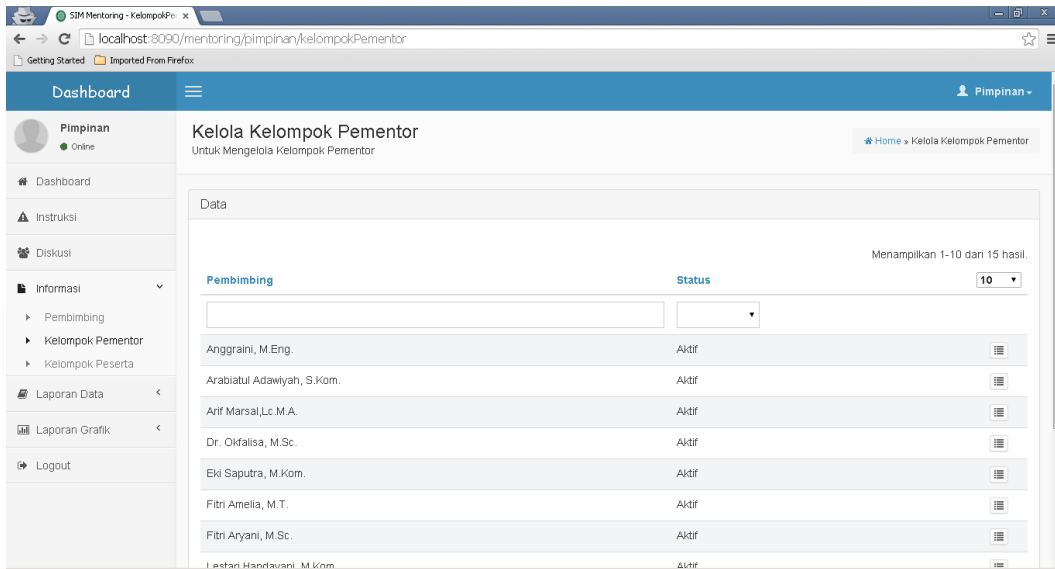 SIM Mentoring - KelompokPe
localhost:8090/mentoring/pimpinan/kelompokPementor
Getting Started Imported From Firefox
Dashboard
Pimpinan
Pimpinan
Online
Kelola Kelompok Pementor
Untuk Mengelola Kelompok Pementor
Home » Kelola Kelompok Pementor
Dashboard
Instruksi
Diskusi
Informasi
Pembimbing
Kelompok Pementor
Kelompok Peserta
Laporan Data
Laporan Grafik
Logout
Data
Menampilkan 1-10 dari 15 hasil.
Pembimbing Status 10
Anggraini, M.Eng. Aktif
Arabiatul Adawiyah, S.Kom. Aktif
Arif Marsal,Lc.M.A. Aktif
Dr. Okfalisa, M.Sc. Aktif
Eki Saputra, M.Kom. Aktif
Fitri Amelia, M.T. Aktif
Fitri Aryani, M.Sc. Aktif
Lestari Handayani, M.Kom. Aktif